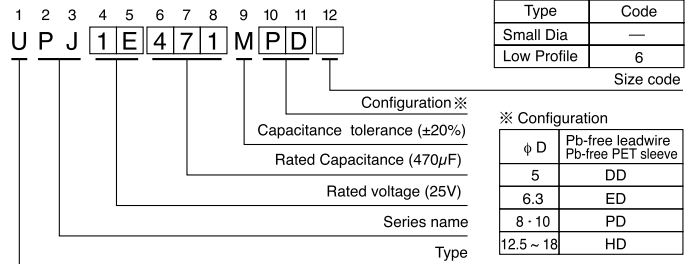 1 2 3 4 5 6 7 8 9 10 11 12
U P J 1 E 4 7 1 M P D
Type Code
Small Dia —
Low Profile 6
Size code
Configuration※
Capacitance tolerance (±20%)
Rated Capacitance (470µF)
Rated voltage (25V)
Series name
Type
※ Configuration
φ D Pb-free leadwire
Pb-free PET sleeve
5 DD
6.3 ED
8 · 10 PD
12.5 ~ 18 HD